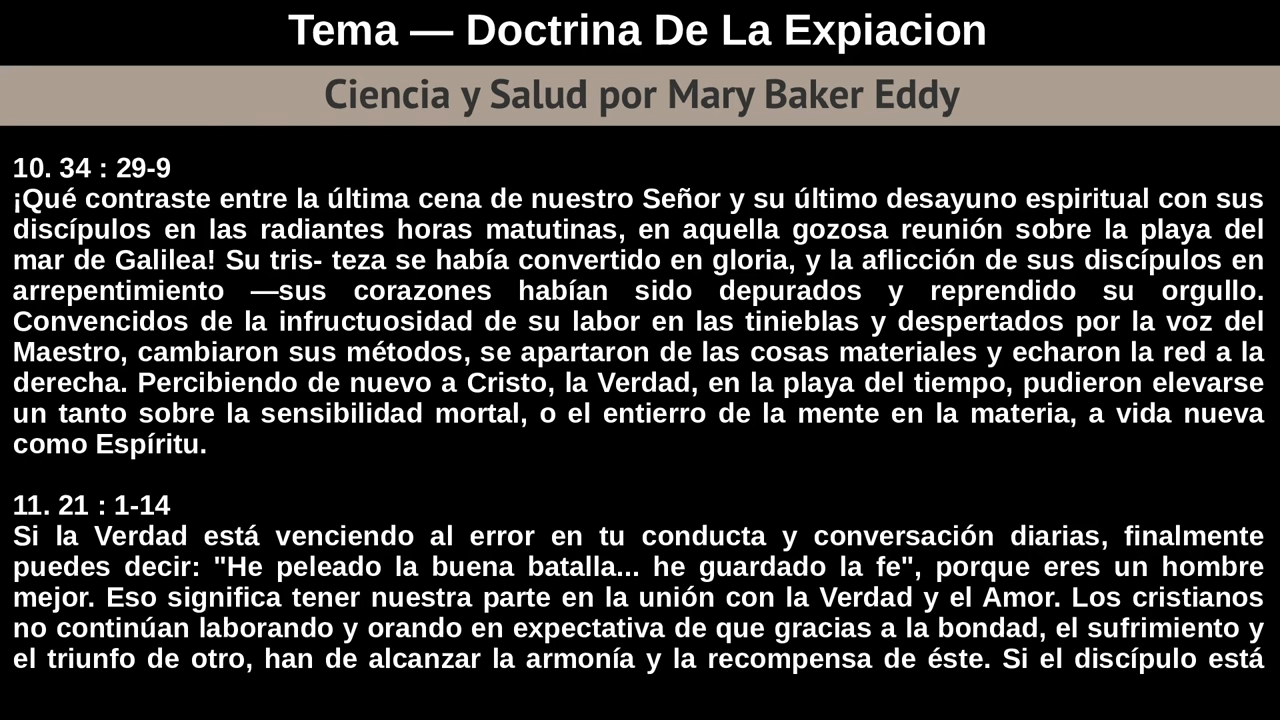 Tema — Doctrina De La Expiacion
Ciencia y Salud por Mary Baker Eddy
10. 34 : 29-9
¡Qué contraste entre la última cena de nuestro Señor y su último desayuno espiritual con sus
discípulos en las radiantes horas matutinas, en aquella gozosa reunión sobre la playa del
mar de Galilea! Su tris- teza se había convertido en gloria, y la aflicción de sus discípulos en
arrepentimiento —sus corazones habían sido depurados y reprendido su orgullo.
Convencidos de la infructuosidad de su labor en las tinieblas y despertados por la voz del
Maestro, cambiaron sus métodos, se apartaron de las cosas materiales y echaron la red a la
derecha. Percibiendo de nuevo a Cristo, la Verdad, en la playa del tiempo, pudieron elevarse
un tanto sobre la sensibilidad mortal, o el entierro de la mente en la materia, a vida nueva
como Espíritu.
11. 21 : 1-14
Si la Verdad está venciendo al error en tu conducta y conversación diarias, finalmente
puedes decir: "He peleado la buena batalla... he guardado la fe", porque eres un hombre
mejor. Eso significa tener nuestra parte en la unión con la Verdad y el Amor. Los cristianos
no continúan laborando y orando en expectativa de que gracias a la bondad, el sufrimiento y
el triunfo de otro, han de alcanzar la armonía y la recompensa de éste. Si el discípulo está